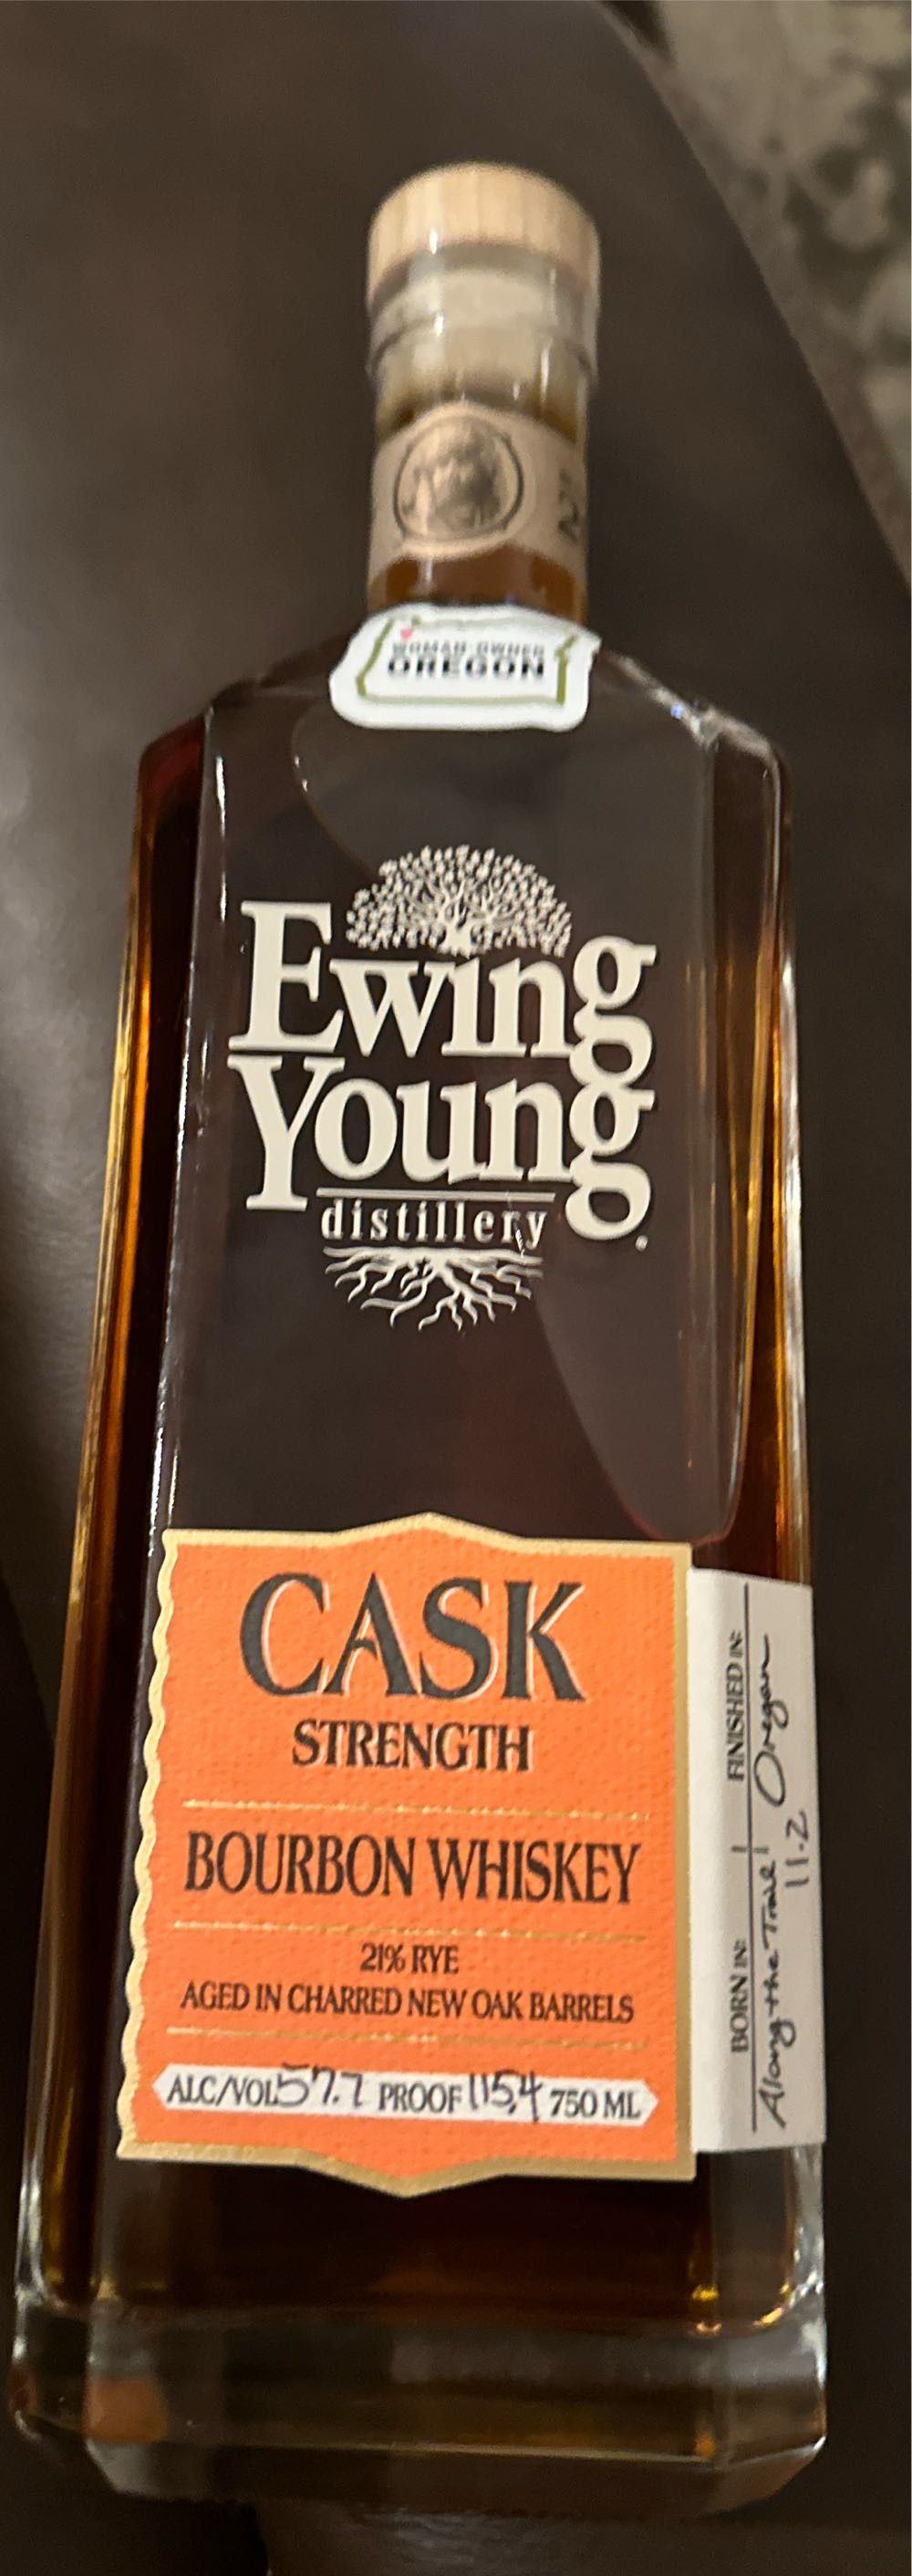 WOMAN-OWNED
OREGON
Ewing
Young
distillery
CASK
STRENGTH
BOURBON WHISKEY
21% RYE
AGED IN CHARRED NEW OAK BARRELS
ALC/VOL 57.7 PROOF 115.4 750 ML
BORN IN: FINISHED IN:
Along the Trail Oregon
11.2